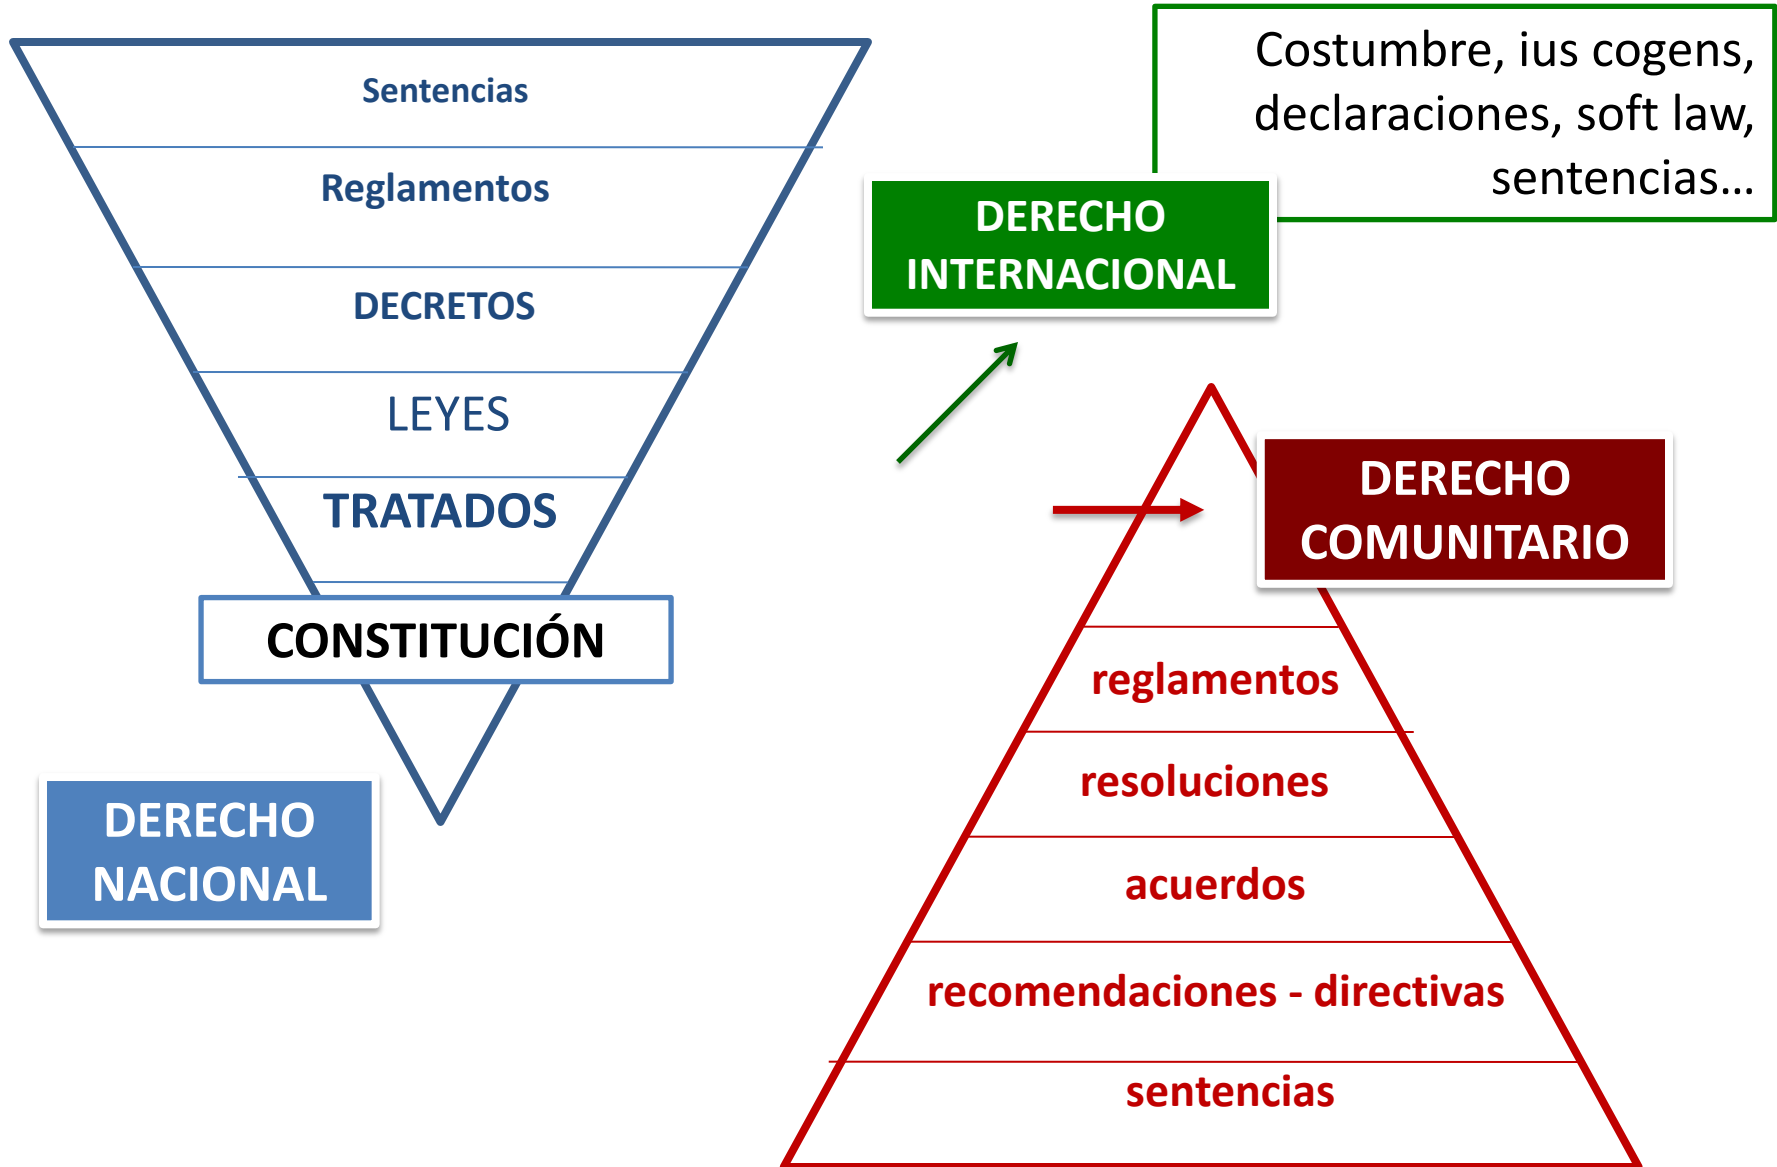 Sentencias
Reglamentos
DECRETOS
LEYES
TRATADOS
CONSTITUCIÓN
DERECHO
NACIONAL
Costumbre, ius cogens,
declaraciones, soft law,
sentencias...
DERECHO
INTERNACIONAL
DERECHO
COMUNITARIO
reglamentos
resoluciones
acuerdos
recomendaciones - directivas
sentencias